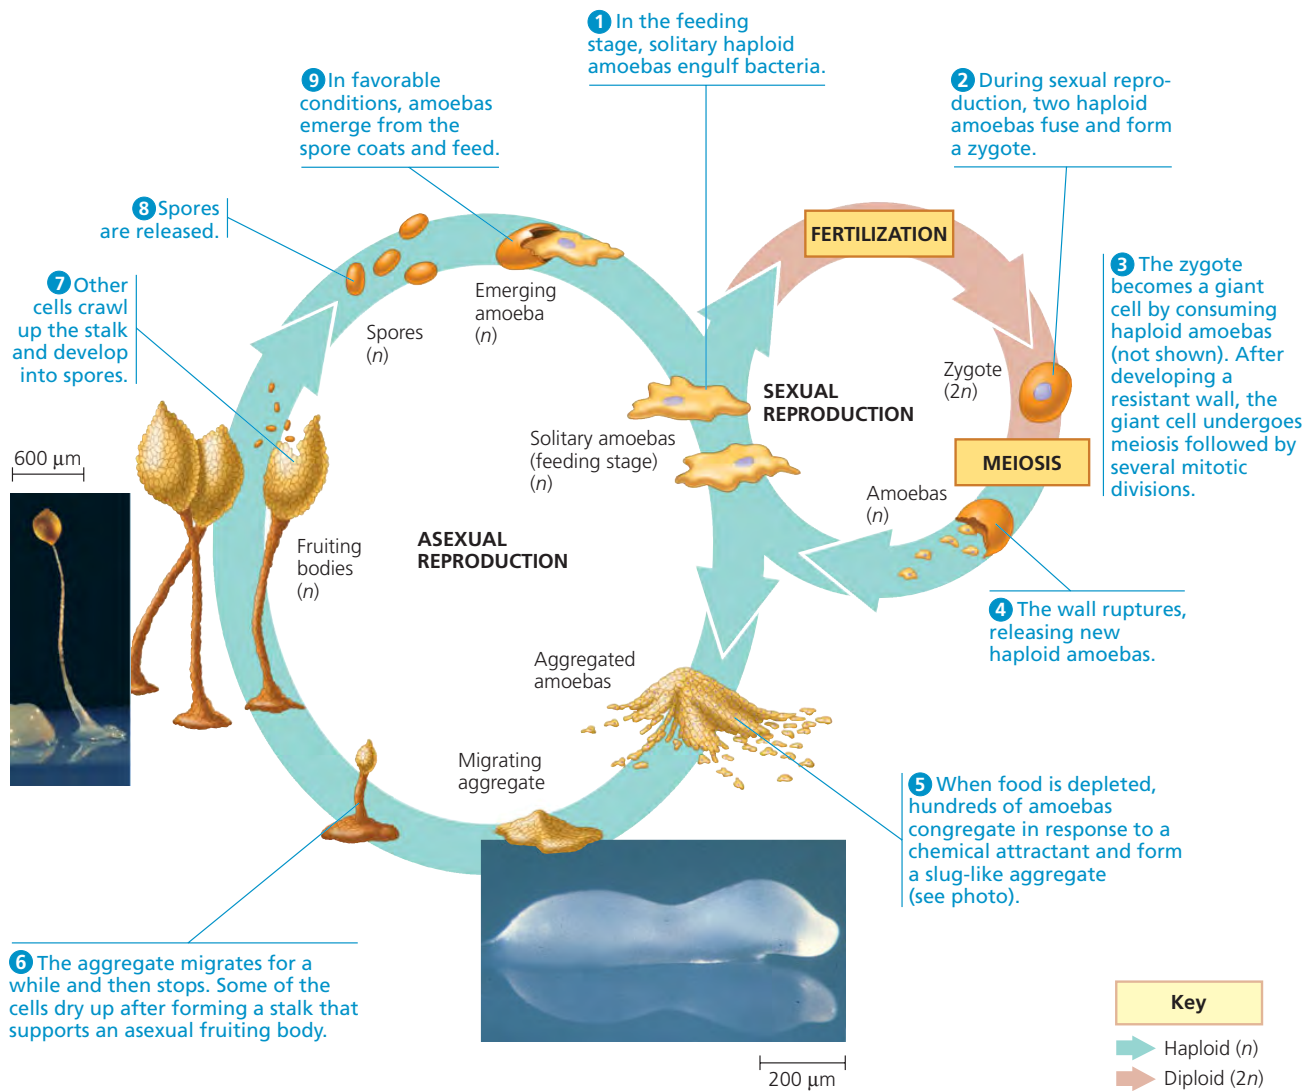 1 In the feeding
stage, solitary haploid
amoebas engulf bacteria.
9 In favorable
conditions, amoebas
emerge from the
spore coats and feed.
2 During sexual repro-
duction, two haploid
amoebas fuse and form
a zygote.
8 Spores
are released.
FERTILIZATION
3 The zygote
becomes a giant
cell by consuming
haploid amoebas
(not shown). After
developing a
resistant wall, the
giant cell undergoes
meiosis followed by
several mitotic
divisions.
7 Other
cells crawl
up the stalk
and develop
into spores.
Emerging
amoeba
(n)
Spores
(n)
Zygote
(2n)
SEXUAL
REPRODUCTION
Solitary amoebas
(feeding stage)
(n)
MEIOSIS
600 μm
Amoebas
(n)
ASEXUAL
REPRODUCTION
Fruiting
bodies
(n)
4 The wall ruptures,
releasing new
haploid amoebas.
Aggregated
amoebas
Migrating
aggregate
5 When food is depleted,
hundreds of amoebas
congregate in response to a
chemical attractant and form
a slug-like aggregate
(see photo).
6 The aggregate migrates for a
while and then stops. Some of the
cells dry up after forming a stalk that
supports an asexual fruiting body.
Key
Haploid (n)
Diploid (2n)
200 μm